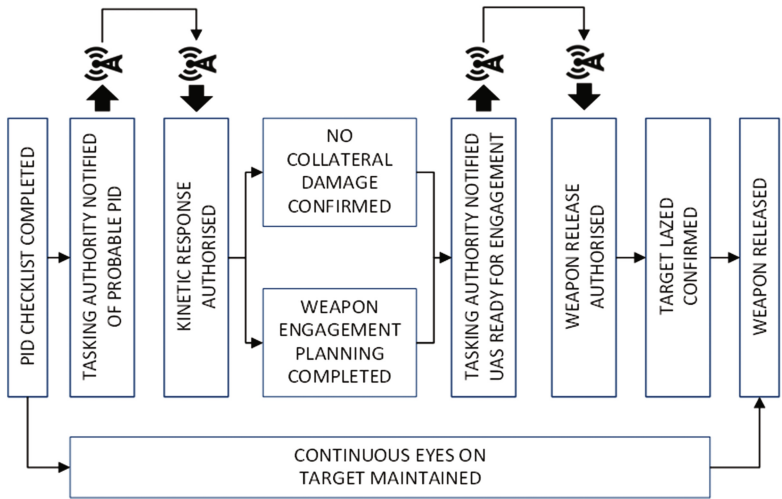 PID CHECKLIST COMPLETED
TASKING AUTHORITY NOTIFIED
OF PROBABLE PID
KINETIC RESPONSE
AUTHORISED
NO
COLLATERAL
DAMAGE
CONFIRMED
WEAPON
ENGAGEMENT
PLANNING
COMPLETED
TASKING AUTHORITY NOTIFIED
UAS READY FOR ENGAGEMENT
WEAPON RELEASE
AUTHORISED
TARGET LAZED
CONFIRMED
WEAPON RELEASED
CONTINUOUS EYES ON
TARGET MAINTAINED